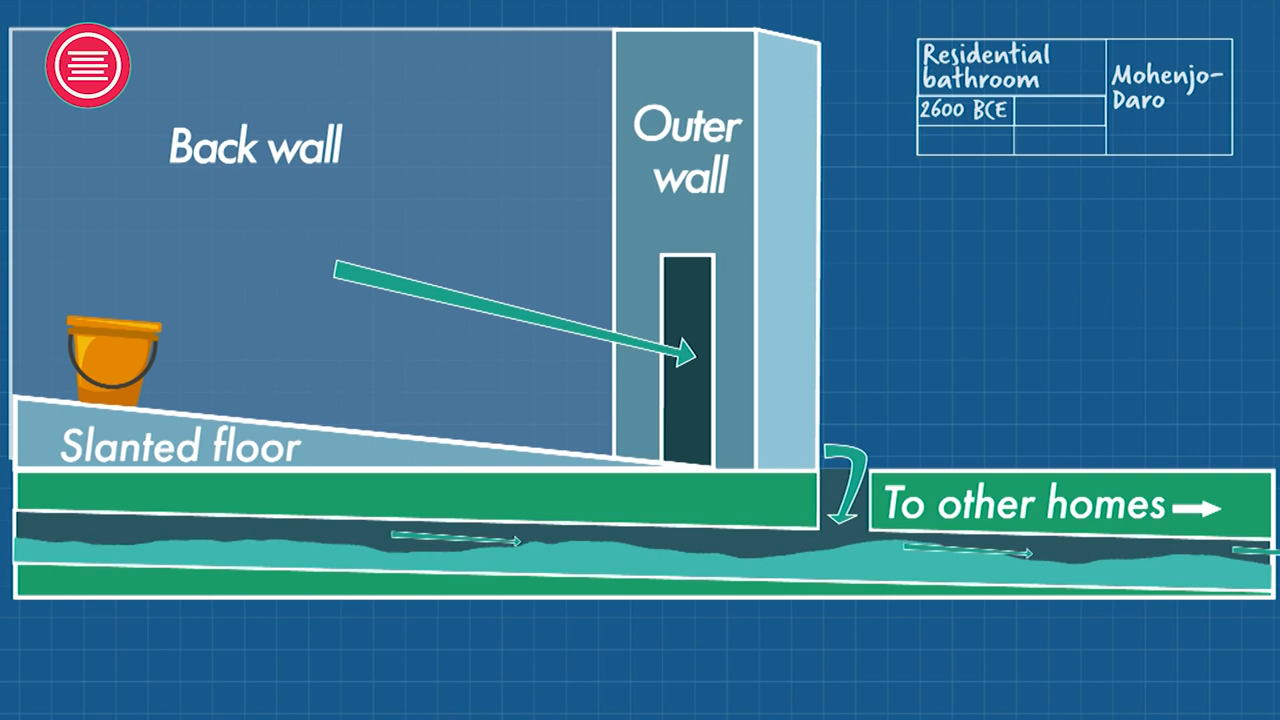 Residential
bathroom
Mohenjo-
Daro
2600 BCE
Back wall
Outer
wall
Slanted floor
To other homes